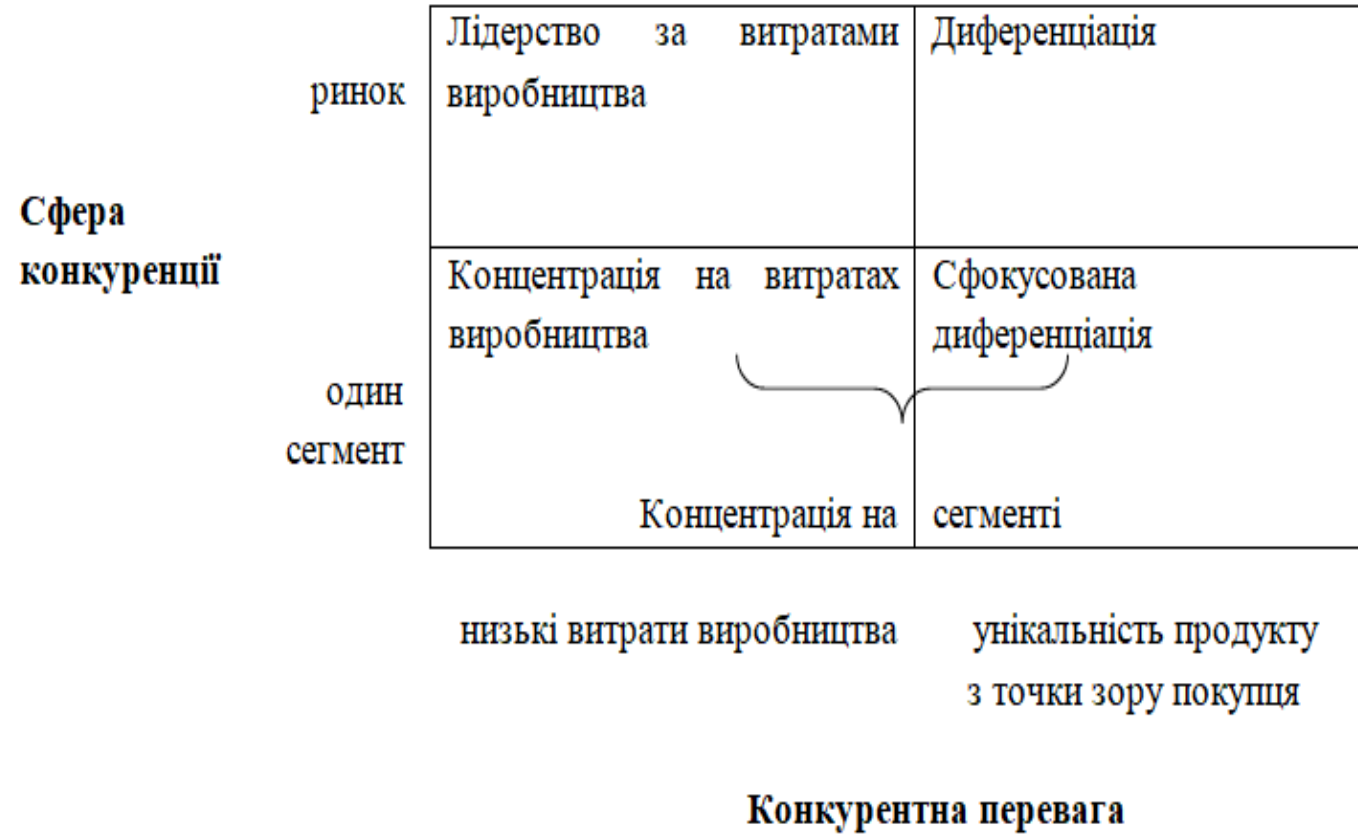 Лідерство за витратами
виробництва
Диференціація
ринок
Сфера
конкуренції
Концентрація на витратах
виробництва
Сфокусована
диференціація
один
сегмент
Концентрація на сегменті
низькі витрати виробництва
унікальність продукту
з точки зору покупця
Конкурентна перевага